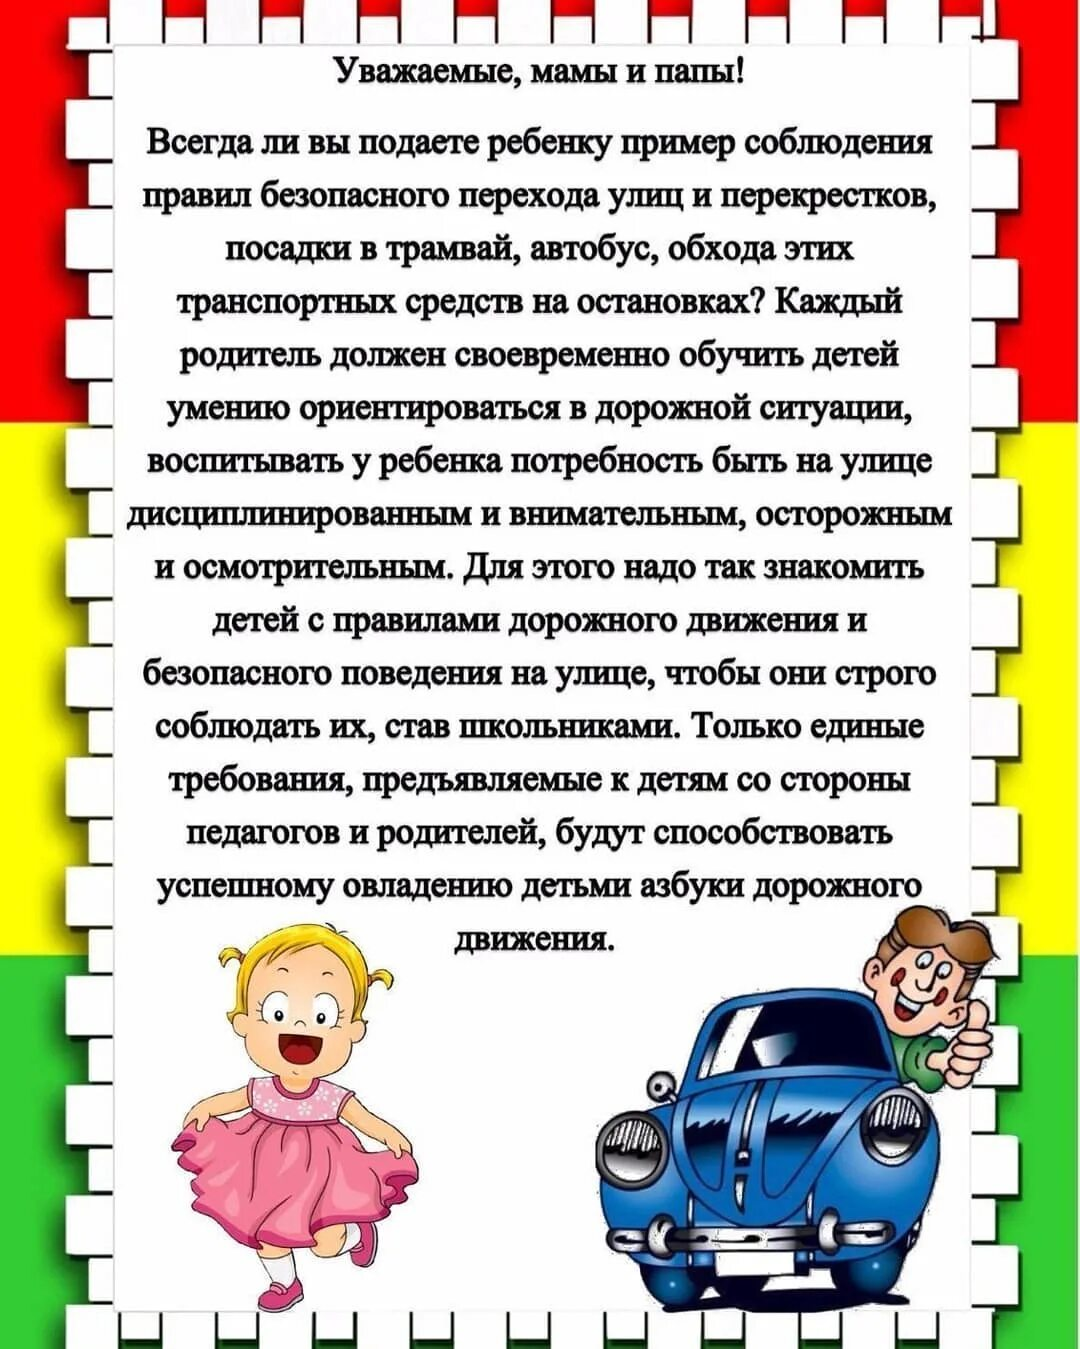 Уважаемые, мамы и папы!
Всегда ли вы подаете ребенку пример соблюдения
правил безопасного перехода улиц и перекрестков,
посадки в трамвай, автобус, обхода этих
транспортных средств на остановках? Каждый
родитель должен своевременно обучить детей
умению ориентироваться в дорожной ситуации,
воспитывать у ребенка потребность быть на улице
дисциплинированным и внимательным, осторожным
и осмотрительным. Для этого надо так знакомить
детей с правилами дорожного движения и
безопасного поведения на улице, чтобы они строго
соблюдать их, став школьниками. Только единые
требования, предъявляемые к детям со стороны
педагогов и родителей, будут способствовать
успешному овладению детьми азбуки дорожного
движения.